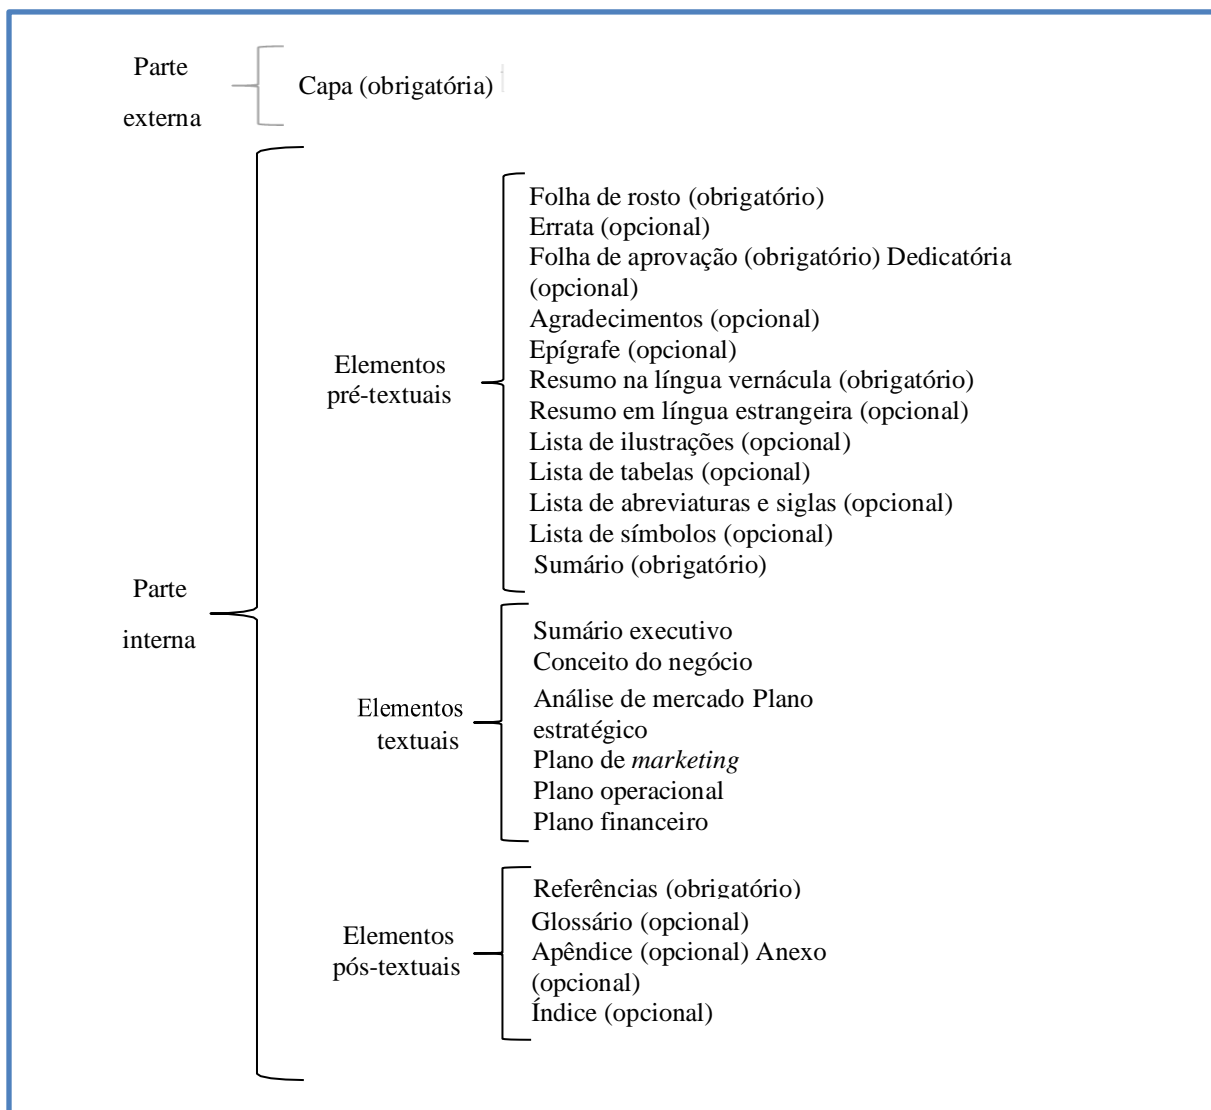 Parte
externa
Capa (obrigatória)
Parte
interna
Elementos
pré-textuais
Folha de rosto (obrigatório)
Errata (opcional)
Folha de aprovação (obrigatório) Dedicatória
(opcional)
Agradecimentos (opcional)
Epígrafe (opcional)
Resumo na língua vernácula (obrigatório)
Resumo em língua estrangeira (opcional)
Lista de ilustrações (opcional)
Lista de tabelas (opcional)
Lista de abreviaturas e siglas (opcional)
Lista de símbolos (opcional)
Sumário (obrigatório)
Elementos
textuais
Sumário executivo
Conceito do negócio
Análise de mercado Plano
estratégico
Plano de marketing
Plano operacional
Plano financeiro
Elementos
pós-textuais
Referências (obrigatório)
Glossário (opcional)
Apêndice (opcional) Anexo
(opcional)
Índice (opcional)